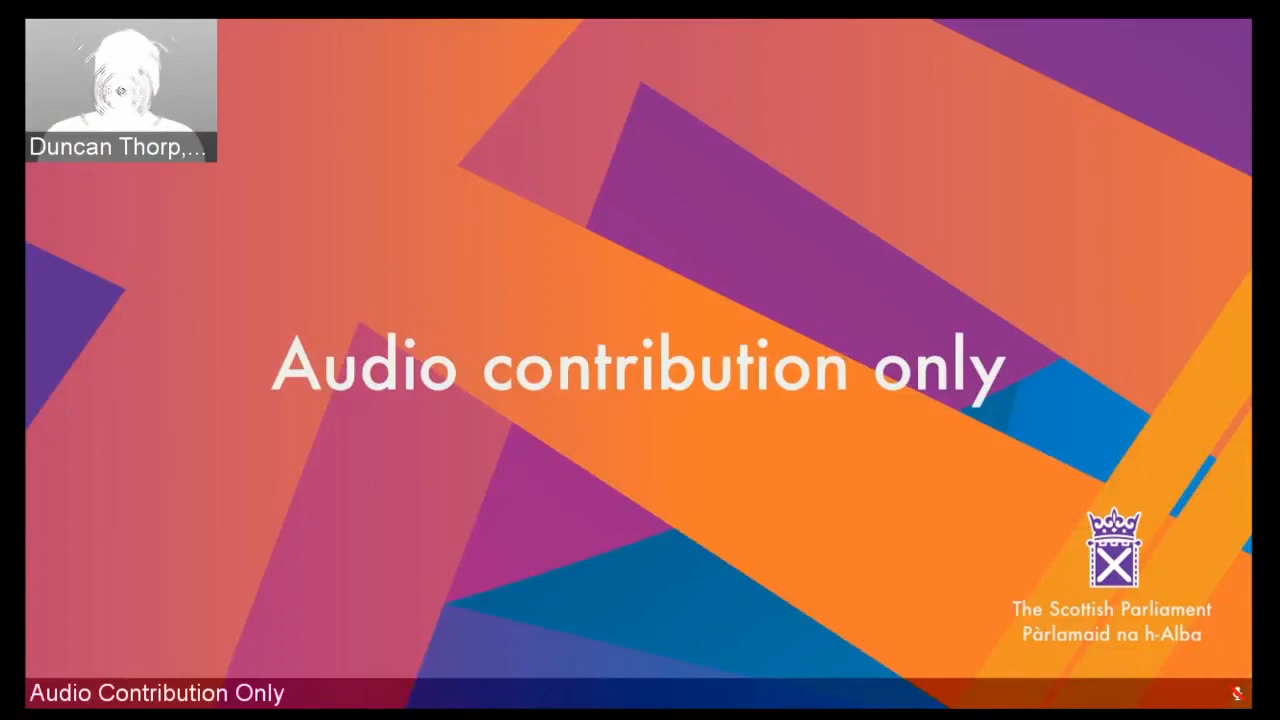 Duncan Thorp,...
Audio contribution only
The Scottish Parliament
Pàrlamaid na h-Alba
Audio Contribution Only